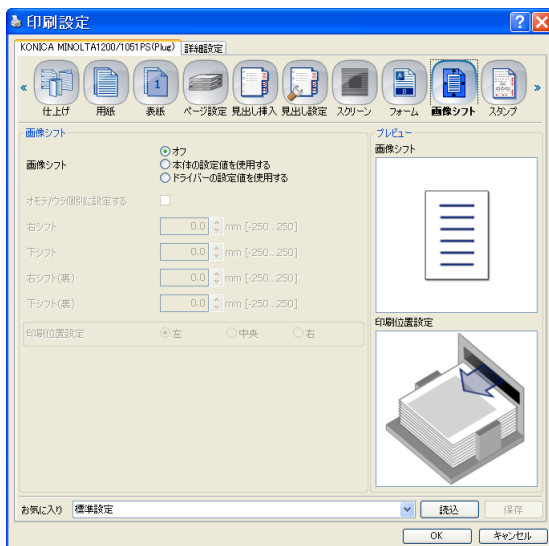 印刷設定
KONICA MINOLTA1200/1051PS(Plug) 詳細設定
« 仕上げ 用紙 表紙 ページ設定 見出し挿入 見出し設定 スクリーン フォーム 画像シフト スタンプ »
画像シフト
画像シフト
オフ
本体の設定値を使用する
ドライバーの設定値を使用する
オモテ/ウラ個別に設定する
右シフト 0.0 mm [-250...250]
下シフト 0.0 mm [-250...250]
右シフト(裏) 0.0 mm [-250...250]
下シフト(裏) 0.0 mm [-250...250]
印刷位置設定 左 中央 右
プレビュー
画像シフト
印刷位置設定
お気に入り 標準設定 読込 保存
OK キャンセル